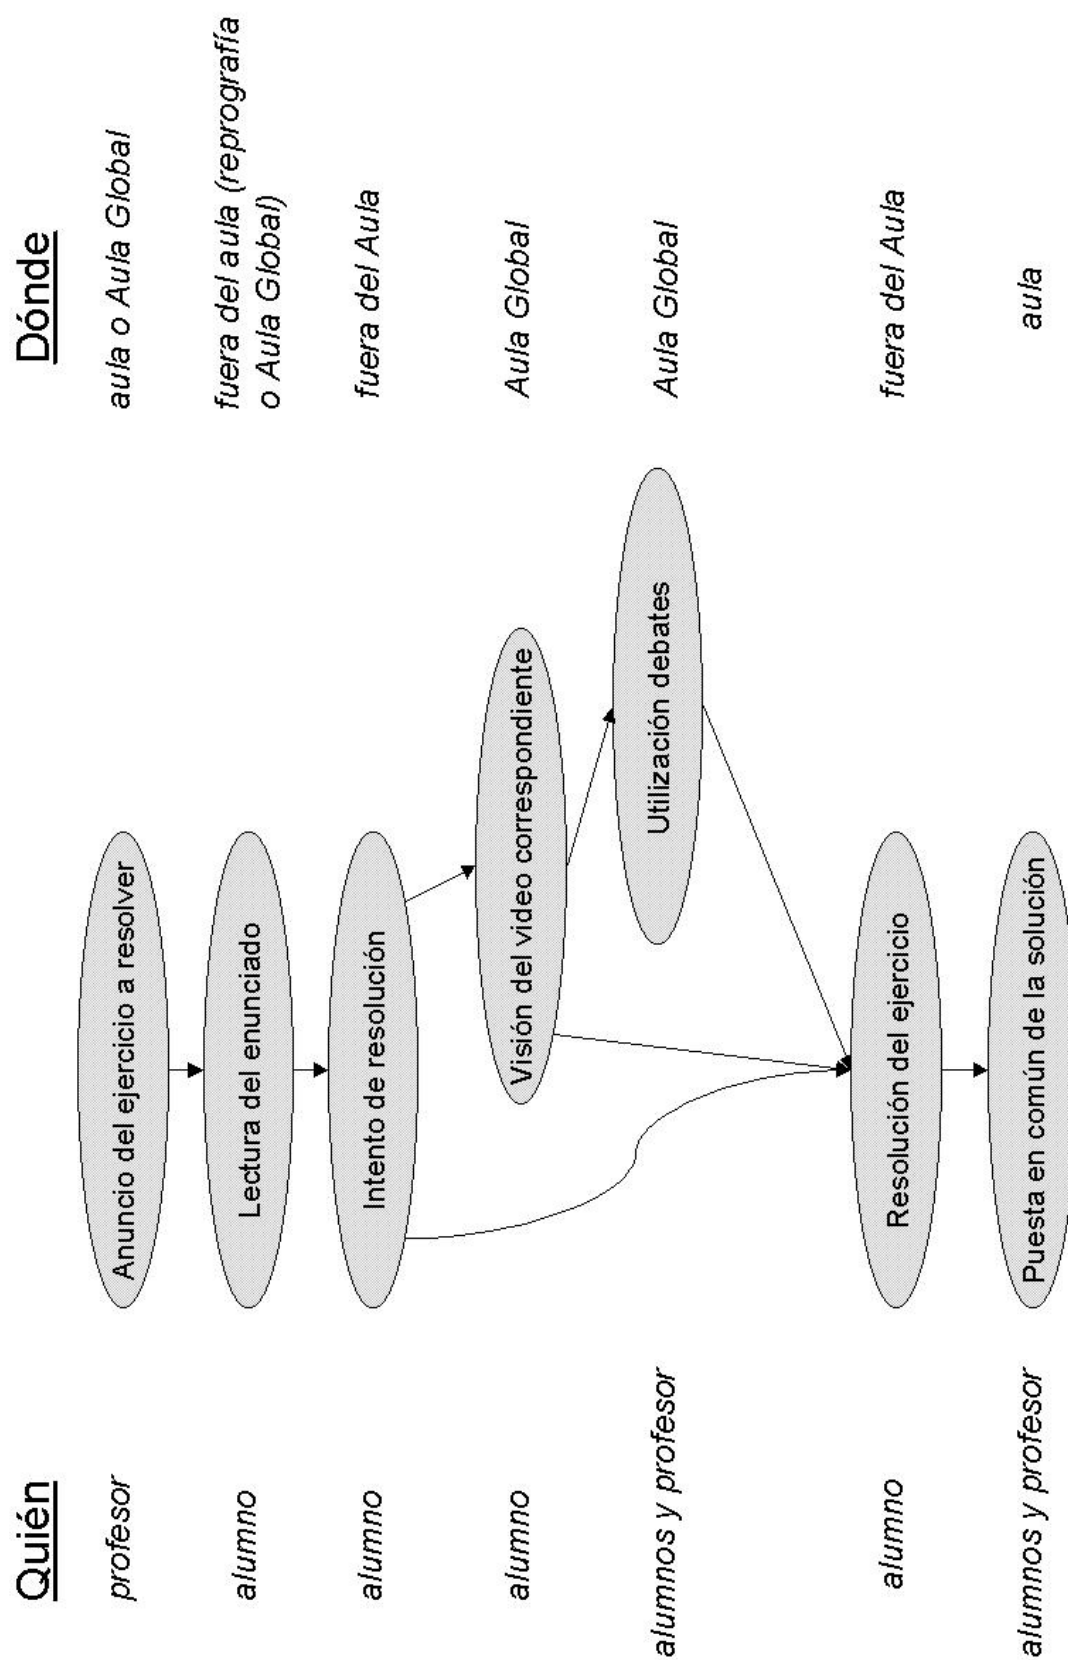 Quién
Dónde
profesor
Anuncio del ejercicio a resolver
aula o Aula Global
alumno
Lectura del enunciado
fuera del aula (reprografía
o Aula Global)
alumno
Intento de resolución
fuera del Aula
alumno
Visión del video correspondiente
Aula Global
alumnos y profesor
Utilización debates
Aula Global
alumno
Resolución del ejercicio
fuera del Aula
alumnos y profesor
Puesta en común de la solución
aula